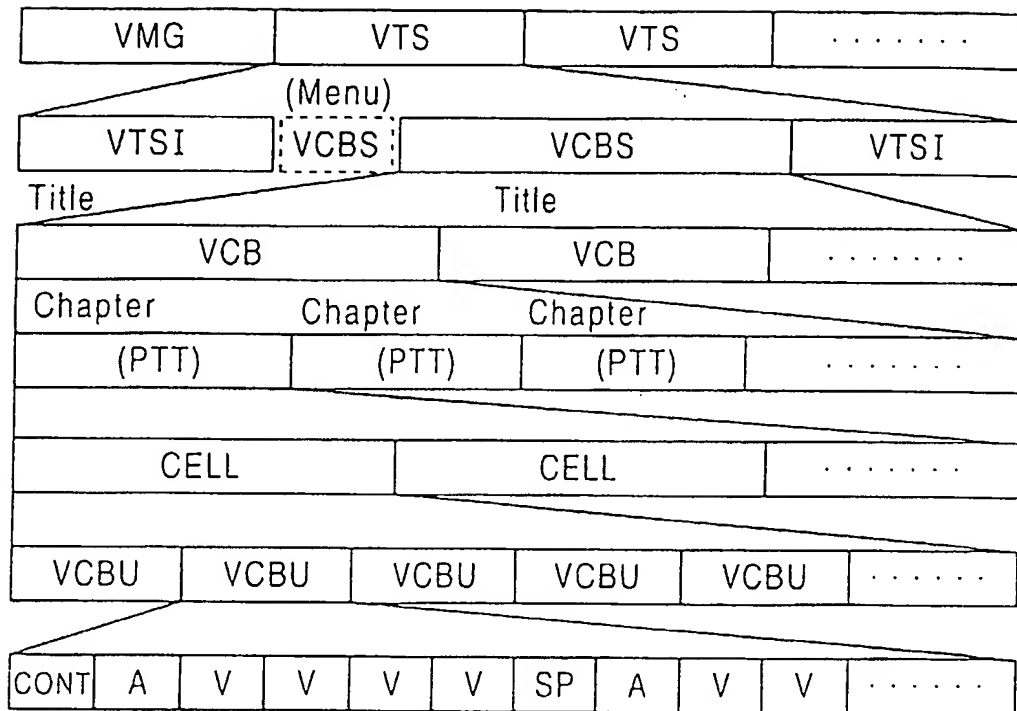 VMG VTS VTS .......
(Menu)
VTSI VCBS VCBS VTSI
Title Title
VCB VCB .......
Chapter Chapter Chapter
(PTT) (PTT) (PTT) .......
CELL CELL .......
VCBU VCBU VCBU VCBU VCBU ......
CONT A V V V V SP A V V ......